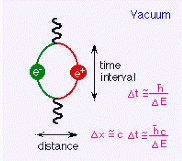 Vacuum
time
interval
e⁻ e⁺
Δt ≅ ħ/ΔE
Δx ≅ c Δt ≅ ħc/ΔE
distance